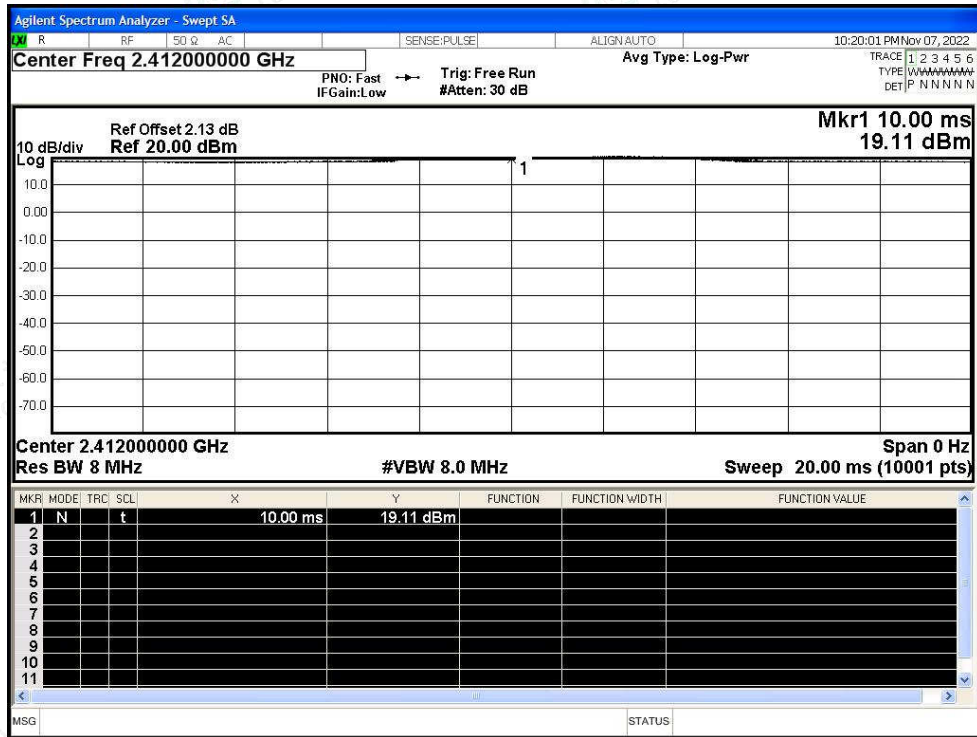 Agilent Spectrum Analyzer - Swept SA
LXI R RF 50 Ω AC SENSE:PULSE ALIGN AUTO 10:20:01 PM Nov 07, 2022
Center Freq 2.412000000 GHz Avg Type: Log-Pwr TRACE 1 2 3 4 5 6
PNO: Fast Trig: Free Run TYPE WWWWWW
IFGain:Low #Atten: 30 dB DET P N N N N N
Ref Offset 2.13 dB Mkr1 10.00 ms
10 dB/div Ref 20.00 dBm 19.11 dBm
Log
1
10.0
0.00
-10.0
-20.0
-30.0
-40.0
-50.0
-60.0
-70.0
Center 2.412000000 GHz Span 0 Hz
Res BW 8 MHz #VBW 8.0 MHz Sweep 20.00 ms (10001 pts)
MKR MODE TRC SCL X Y FUNCTION FUNCTION WIDTH FUNCTION VALUE
1 N t 10.00 ms 19.11 dBm
2
3
4
5
6
7
8
9
10
11
MSG STATUS